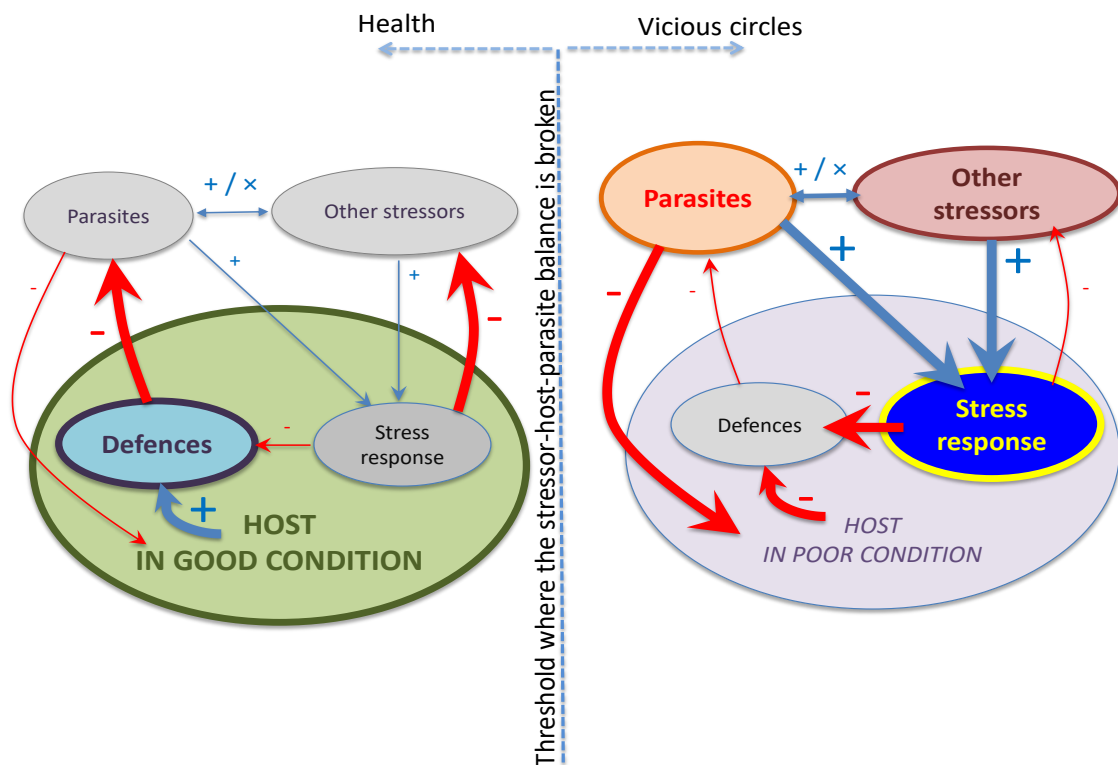 Health
Vicious circles
Threshold where the stressor-host-parasite balance is broken
+ / ×
Parasites
Other stressors
+
+
-
-
-
Defences
-
Stress
response
+
HOST
IN GOOD CONDITION
+ / ×
Parasites
Other
stressors
+
+
-
-
-
Defences
-
Stress
response
-
HOST
IN POOR CONDITION